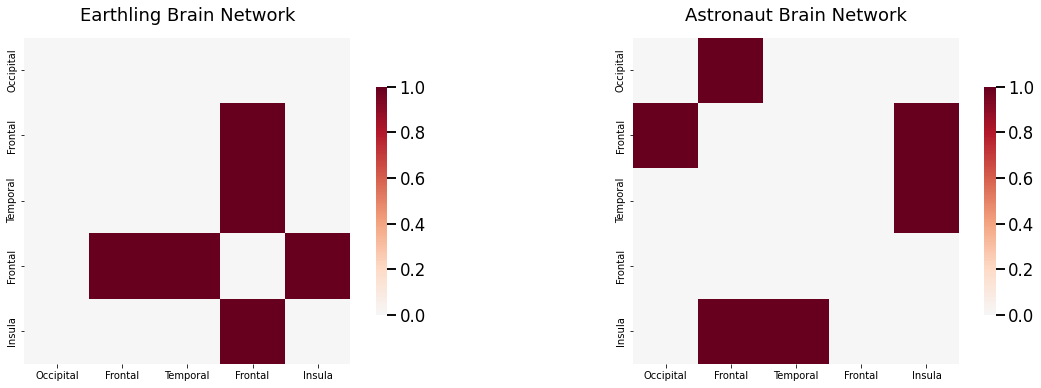 Earthling Brain Network
Occipital
Frontal
Temporal
Frontal
Insula
Occipital Frontal Temporal Frontal Insula
1.0
0.8
0.6
0.4
0.2
0.0
Astronaut Brain Network
Occipital
Frontal
Temporal
Frontal
Insula
Occipital Frontal Temporal Frontal Insula
1.0
0.8
0.6
0.4
0.2
0.0